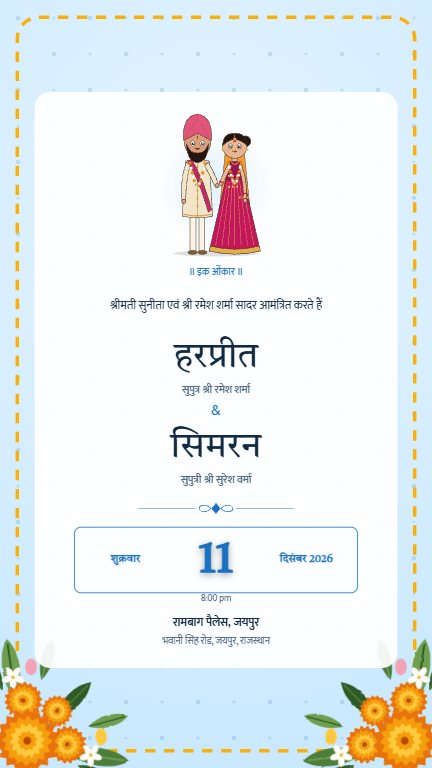 ॥ इक ओंकार ॥
श्रीमती सुनीता एवं श्री रमेश शर्मा सादर आमंत्रित करते हैं
हरप्रीत
सुपुत्र श्री रमेश शर्मा
&
सिमरन
सुपुत्री श्री सुरेश वर्मा
शुक्रवार 11 दिसंबर 2026
8:00 pm
रामबाग पैलेस, जयपुर
भवानी सिंह रोड, जयपुर, राजस्थान